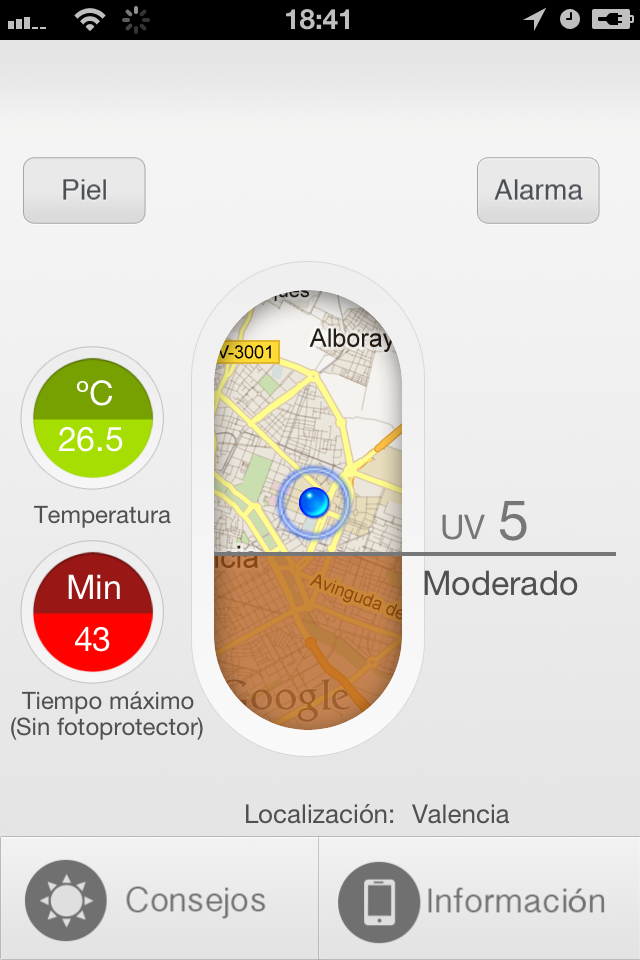 18:41
Piel
Alarma
Alboray
V-3001
ºC
26.5
Temperatura
UV 5
Moderado
Min
43
Avinguda de
Google
Tiempo máximo
(Sin fotoprotector)
Localización: Valencia
Consejos
Información